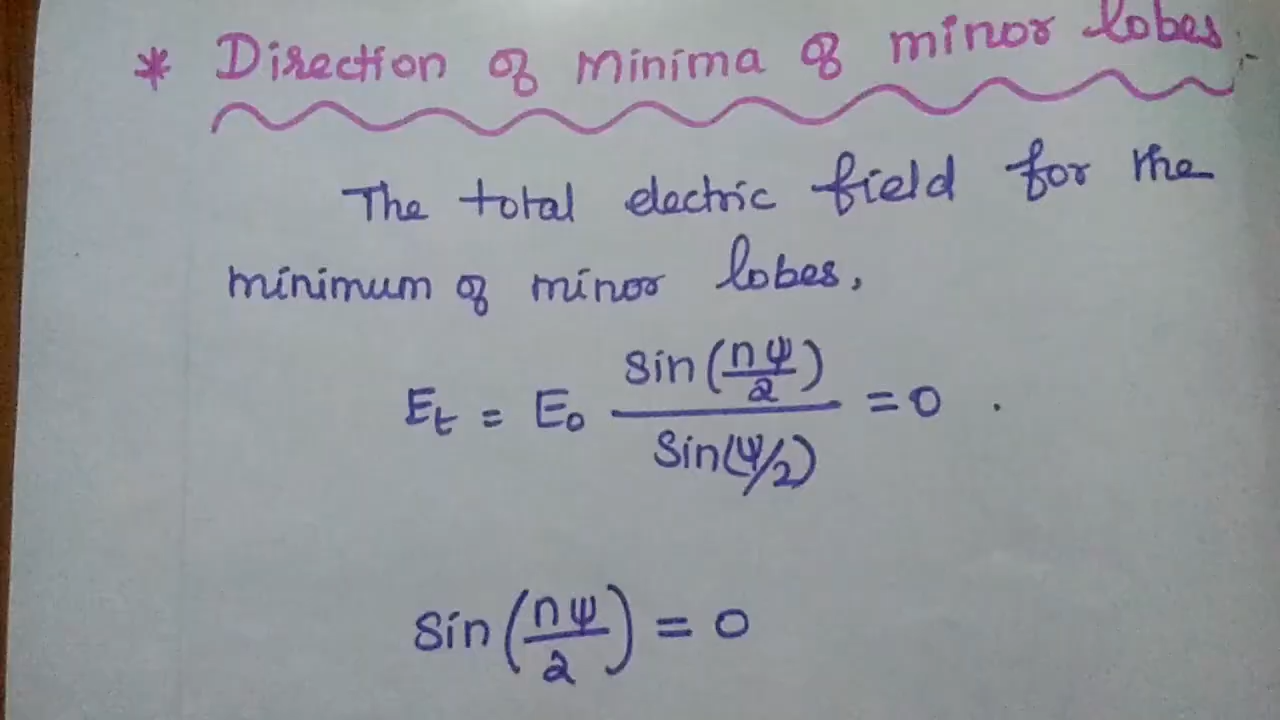 * Direction of minima of minor lobes:-
The total electric field for the
minimum of minor lobes,
Et = E0 Sin(nψ/2) / Sin(ψ/2) = 0 .
Sin(nψ/2) = 0